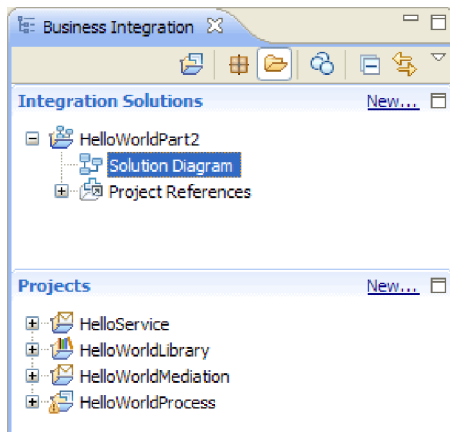 Business Integration
Integration Solutions New...
HelloWorldPart2
Solution Diagram
Project References
Projects New...
HelloService
HelloWorldLibrary
HelloWorldMediation
HelloWorldProcess